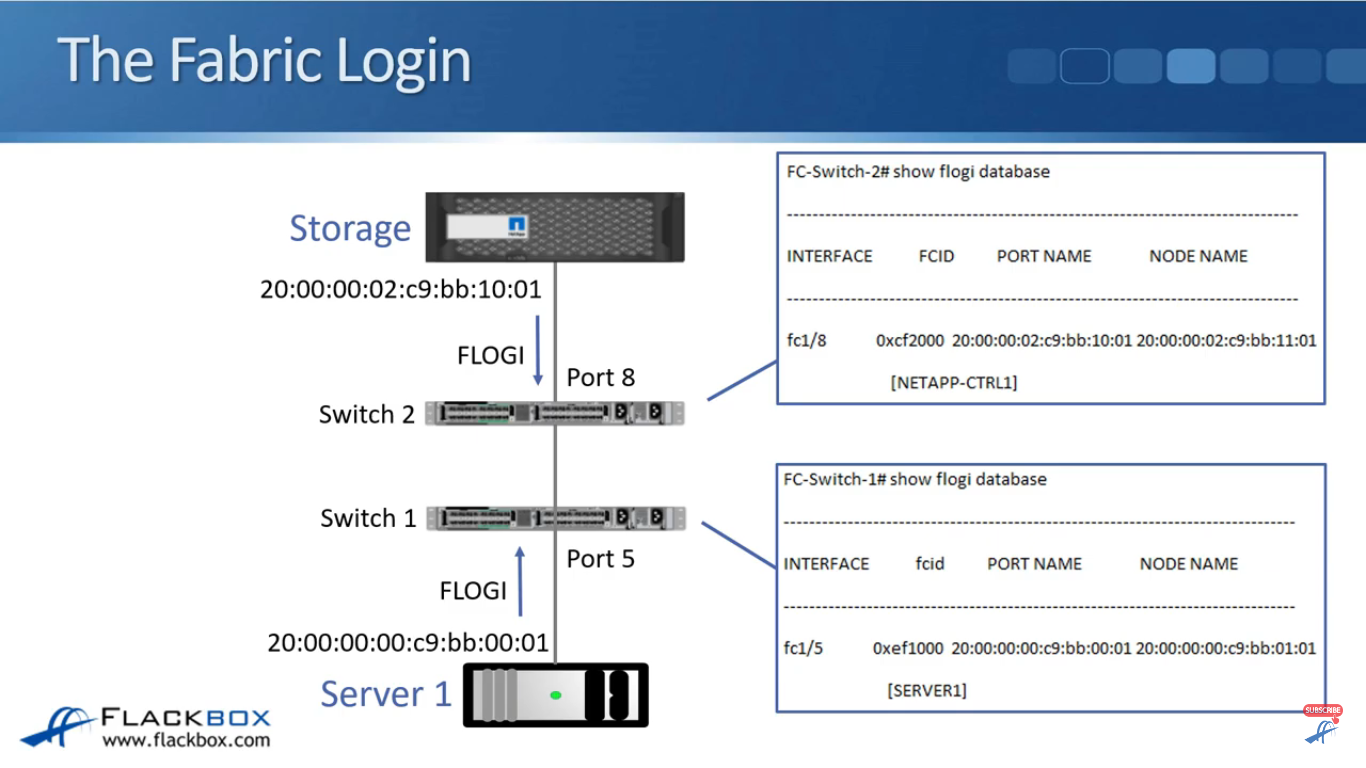 The Fabric Login
Storage
20:00:00:02:c9:bb:10:01
FLOGI
Port 8
Switch 2
Switch 1
Port 5
FLOGI
20:00:00:00:c9:bb:00:01
Server 1
FC-Switch-2# show flogi database
--------------------------------------------------------------------------------
INTERFACE FCID PORT NAME NODE NAME
--------------------------------------------------------------------------------
fc1/8 0xcf2000 20:00:00:02:c9:bb:10:01 20:00:00:02:c9:bb:11:01
[NETAPP-CTRL1]
FC-Switch-1# show flogi database
--------------------------------------------------------------------------------
INTERFACE fcid PORT NAME NODE NAME
--------------------------------------------------------------------------------
fc1/5 0xef1000 20:00:00:00:c9:bb:00:01 20:00:00:00:c9:bb:01:01
[SERVER1]
FLACKBOX
www.flackbox.com
SUBSCRIBE